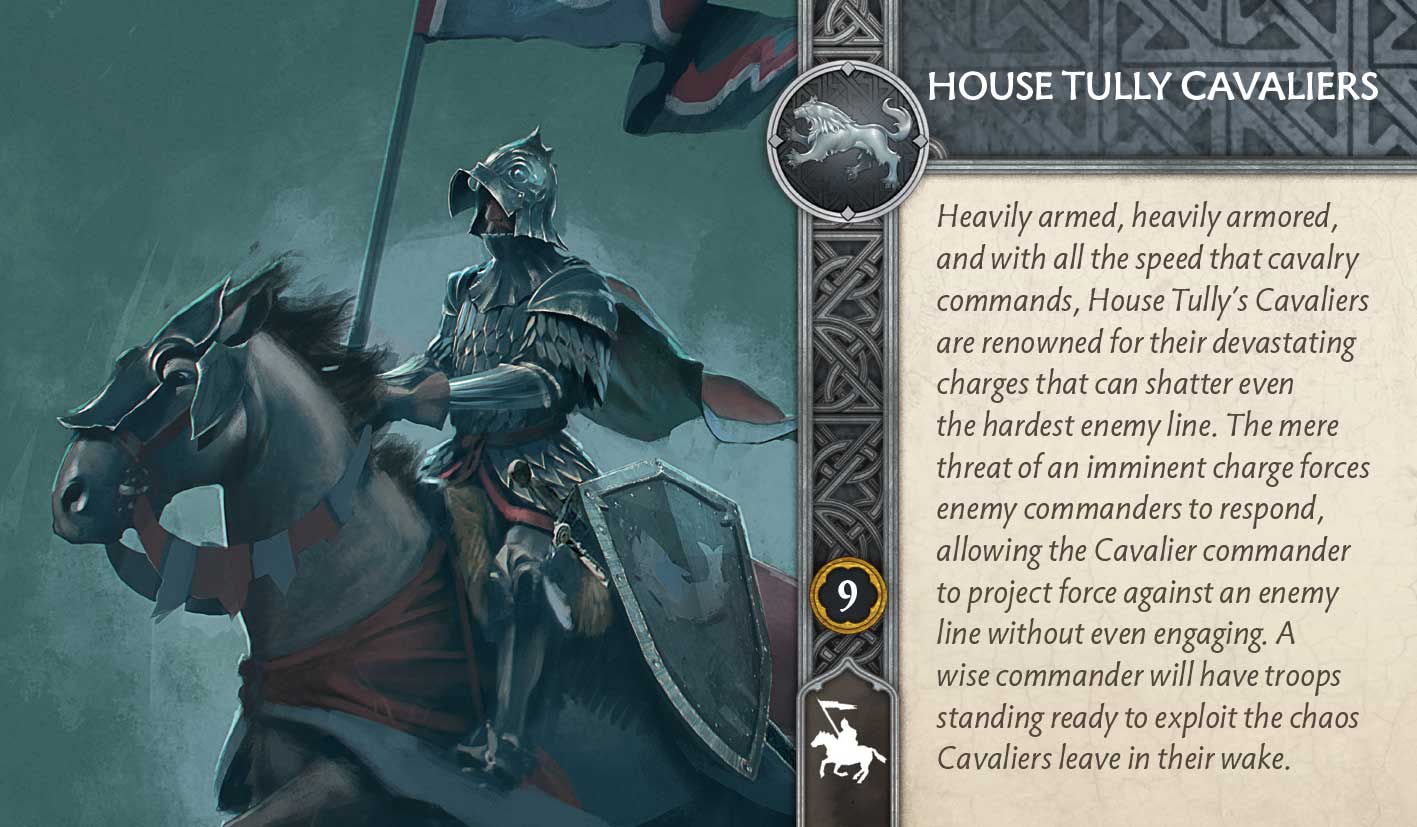 HOUSE TULLY CAVALIERS
Heavily armed, heavily armored,
and with all the speed that cavalry
commands, House Tully's Cavaliers
are renowned for their devastating
charges that can shatter even
the hardest enemy line. The mere
threat of an imminent charge forces
enemy commanders to respond,
allowing the Cavalier commander
to project force against an enemy
line without even engaging. A
wise commander will have troops
standing ready to exploit the chaos
Cavaliers leave in their wake.
9